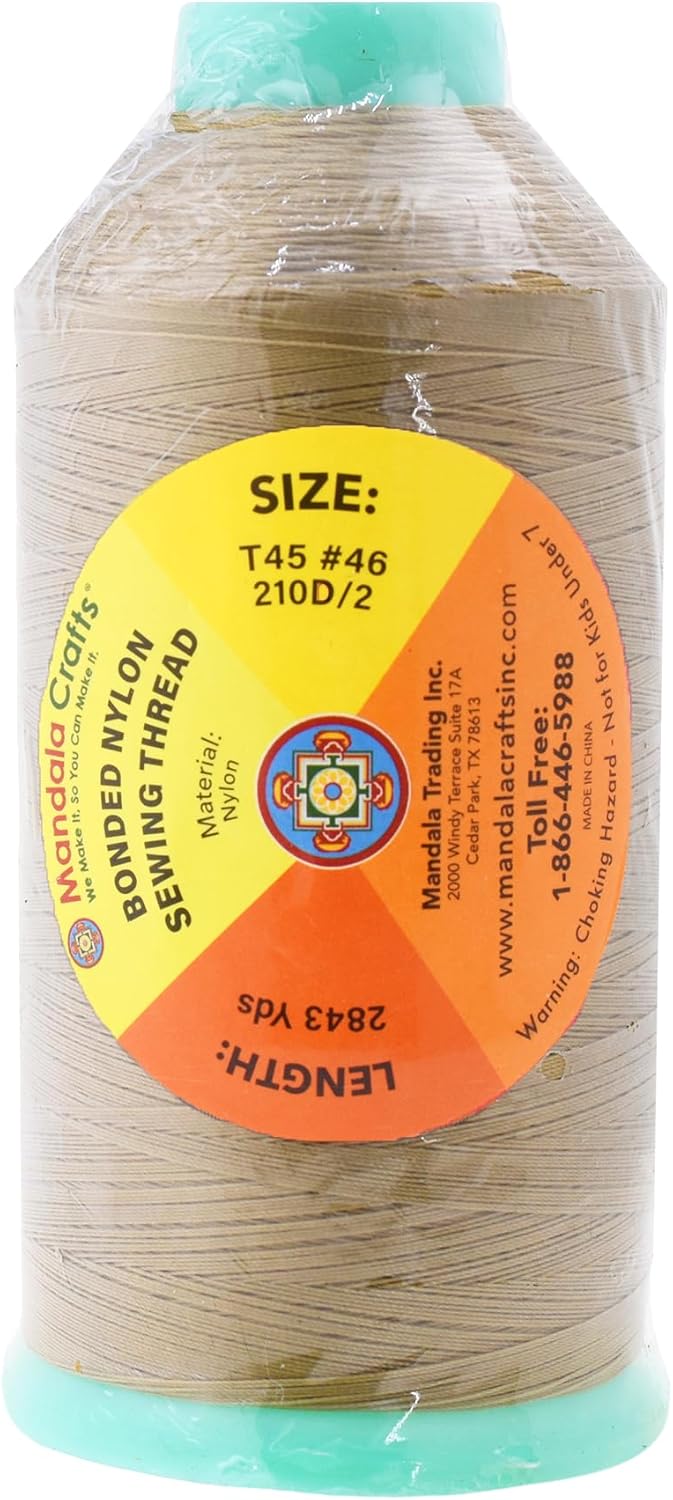 SIZE:
T45 #46
210D/2
Mandala Crafts®
We Make It, So You Can Make It.
BONDED NYLON
SEWING THREAD
Material:
Nylon
Mandala Trading Inc.
2000 Windy Terrace Suite 17A
Cedar Park, TX 78613
www.mandalacraftsinc.com
Toll Free:
1-866-446-5988
MADE IN CHINA
Warning: Choking Hazard - Not for Kids Under 7
LENGTH:
2843 Yds